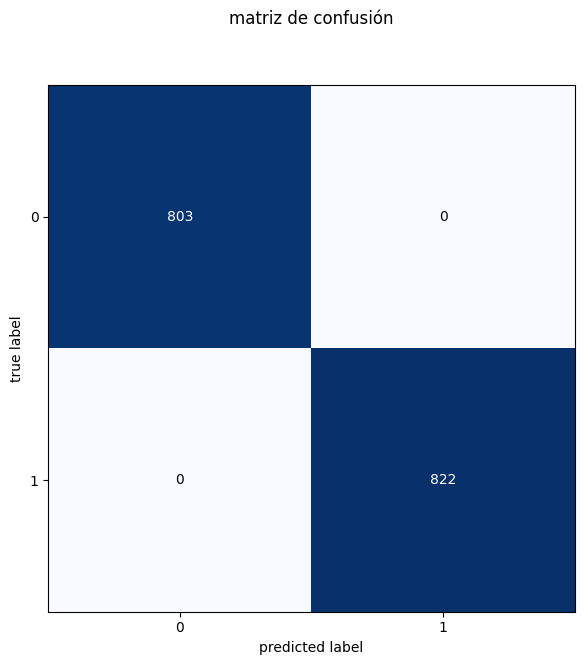 matriz de confusión
0
803
0
true label
1
0
822
0
1
predicted label